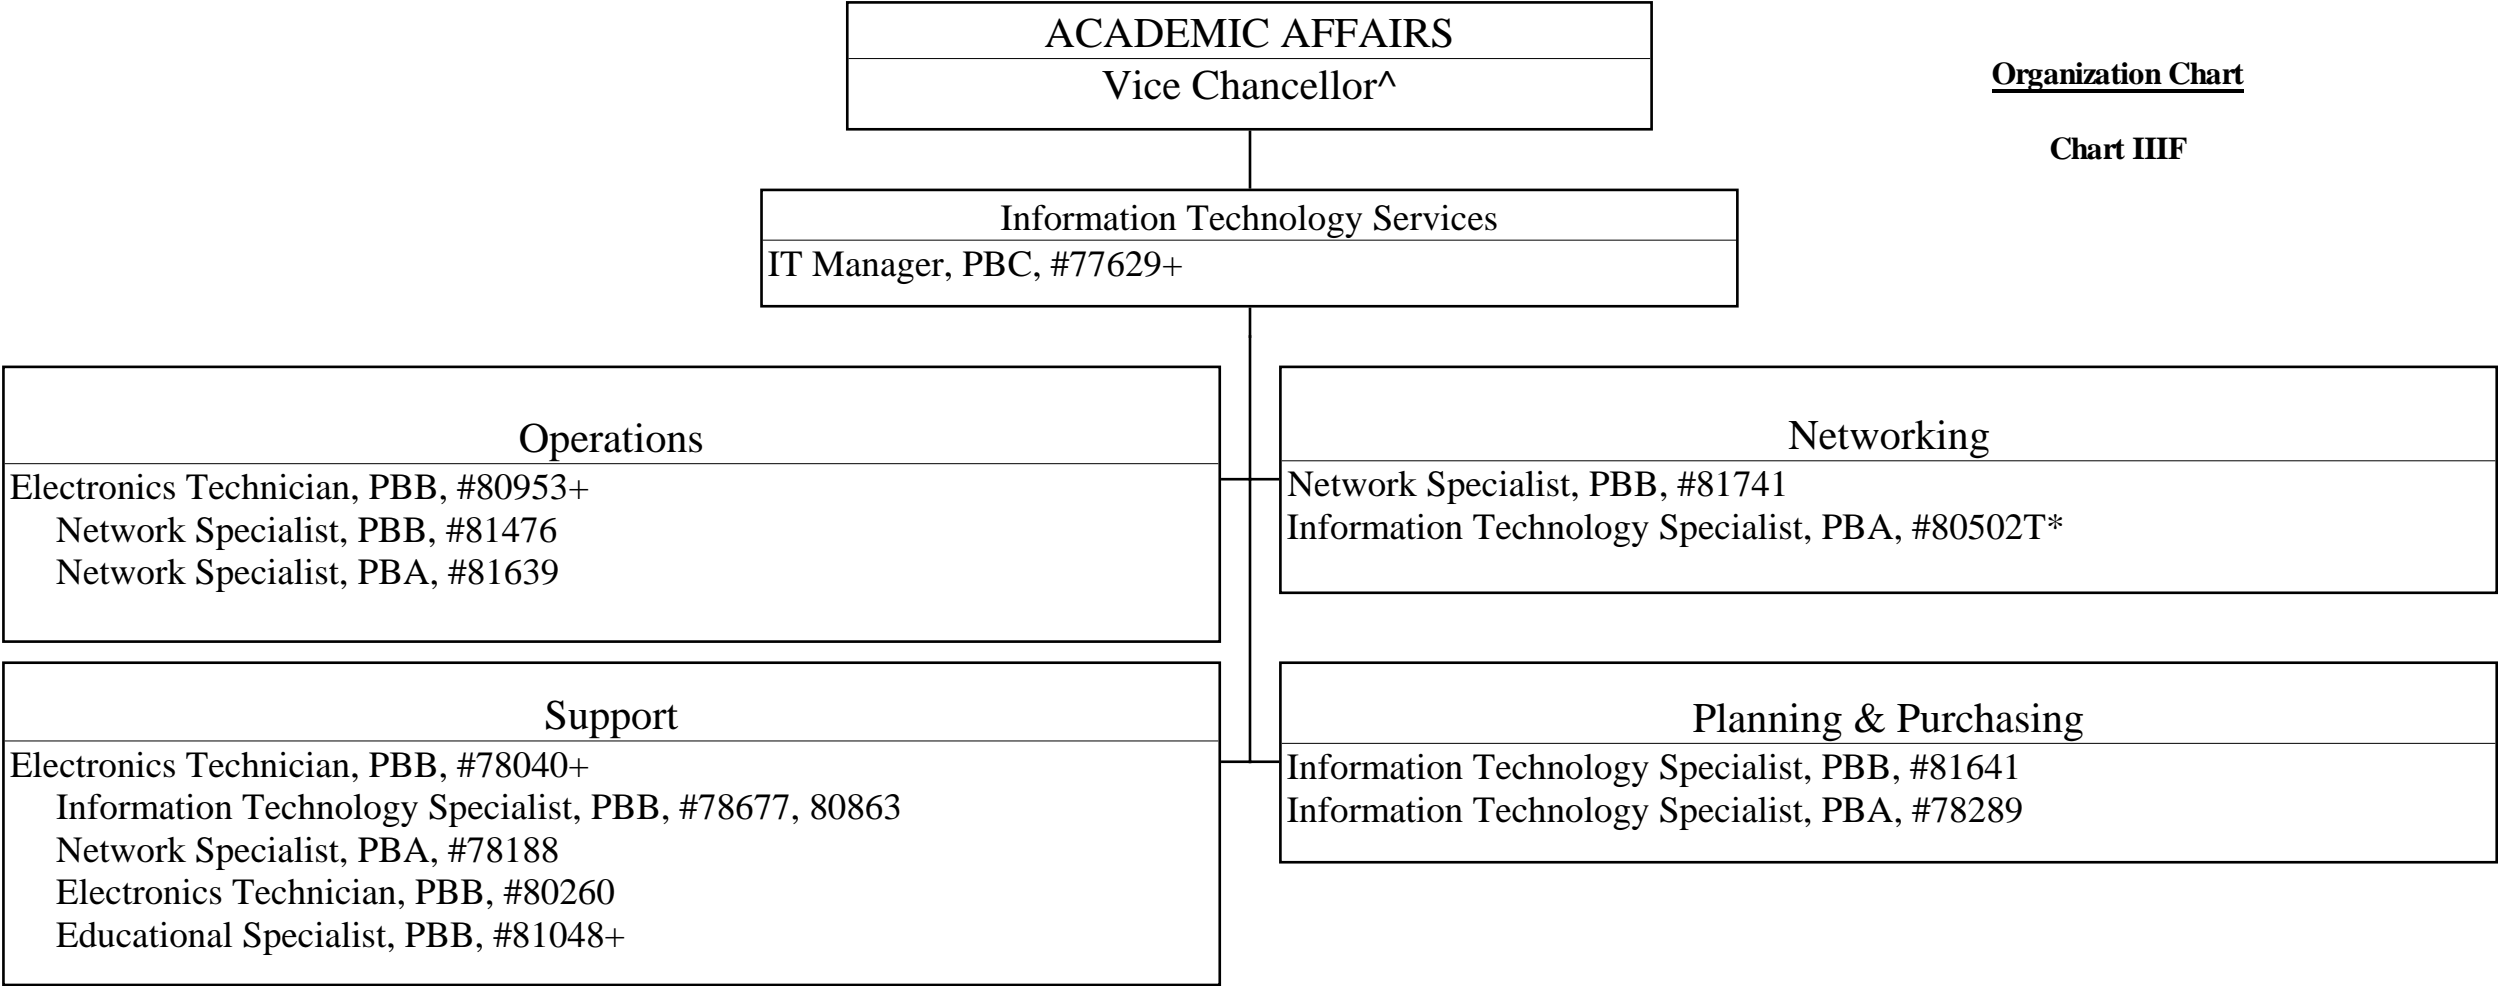 ACADEMIC AFFAIRS
Vice Chancellor^
Organization Chart
Chart IIIF
Information Technology Services
IT Manager, PBC, #77629+
Operations
Electronics Technician, PBB, #80953+
Network Specialist, PBB, #81476
Network Specialist, PBA, #81639
Networking
Network Specialist, PBB, #81741
Information Technology Specialist, PBA, #80502T*
Support
Electronics Technician, PBB, #78040+
Information Technology Specialist, PBB, #78677, 80863
Network Specialist, PBA, #78188
Electronics Technician, PBB, #80260
Educational Specialist, PBB, #81048+
Planning & Purchasing
Information Technology Specialist, PBB, #81641
Information Technology Specialist, PBA, #78289